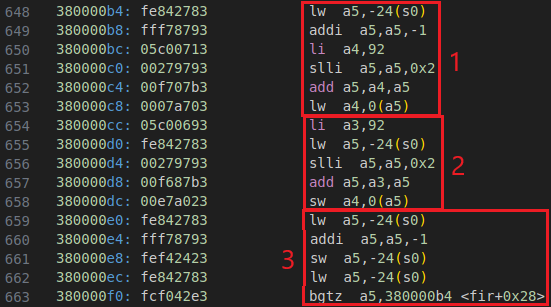 648 380000b4: fe842783 lw a5,-24(s0)
649 380000b8: fff78793 addi a5,a5,-1
650 380000bc: 05c00713 li a4,92
651 380000c0: 00279793 slli a5,a5,0x2
652 380000c4: 00f707b3 add a5,a4,a5
653 380000c8: 0007a703 lw a4,0(a5)
1
654 380000cc: 05c00693 li a3,92
655 380000d0: fe842783 lw a5,-24(s0)
656 380000d4: 00279793 slli a5,a5,0x2
657 380000d8: 00f687b3 add a5,a3,a5
658 380000dc: 00e7a023 sw a4,0(a5)
2
659 380000e0: fe842783 lw a5,-24(s0)
660 380000e4: fff78793 addi a5,a5,-1
661 380000e8: fef42423 sw a5,-24(s0)
662 380000ec: fe842783 lw a5,-24(s0)
663 380000f0: fcf042e3 bgtz a5,380000b4 <fir+0x28>
3